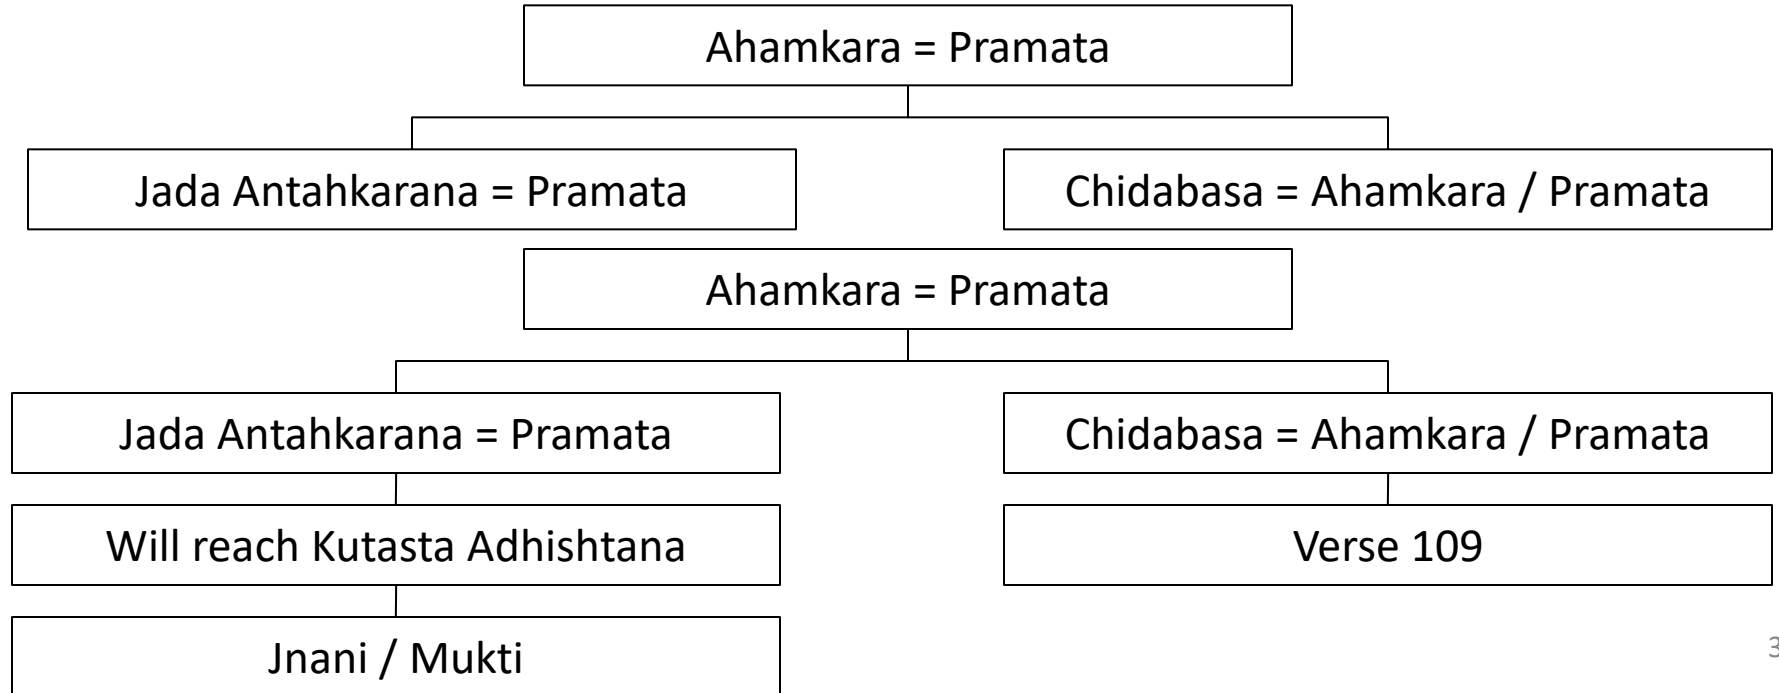 Ahamkara = Pramata
Jada Antahkarana = Pramata
Chidabasa = Ahamkara / Pramata
Ahamkara = Pramata
Jada Antahkarana = Pramata
Chidabasa = Ahamkara / Pramata
Will reach Kutasta Adhishtana
Verse 109
Jnani / Mukti
3